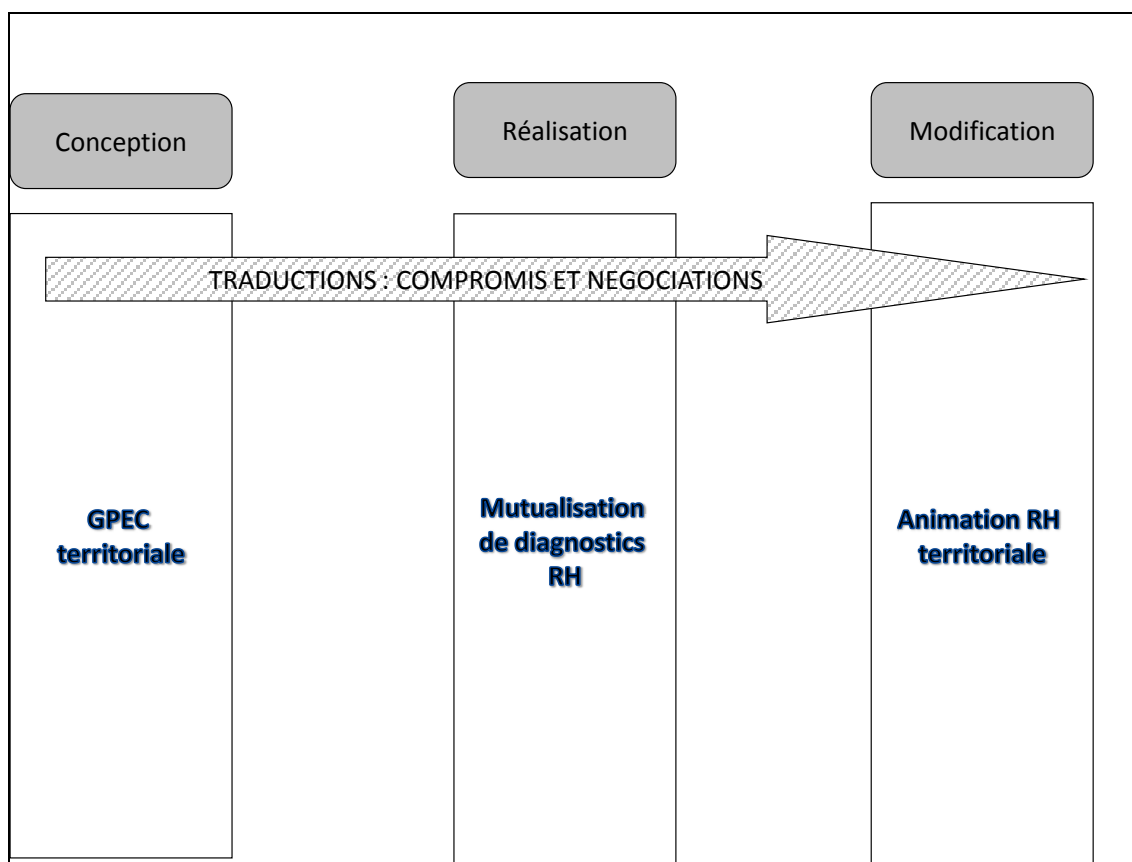 Conception
Réalisation
Modification
TRADUCTIONS : COMPROMIS ET NEGOCIATIONS
GPEC
territoriale
Mutualisation
de diagnostics
RH
Animation RH
territoriale